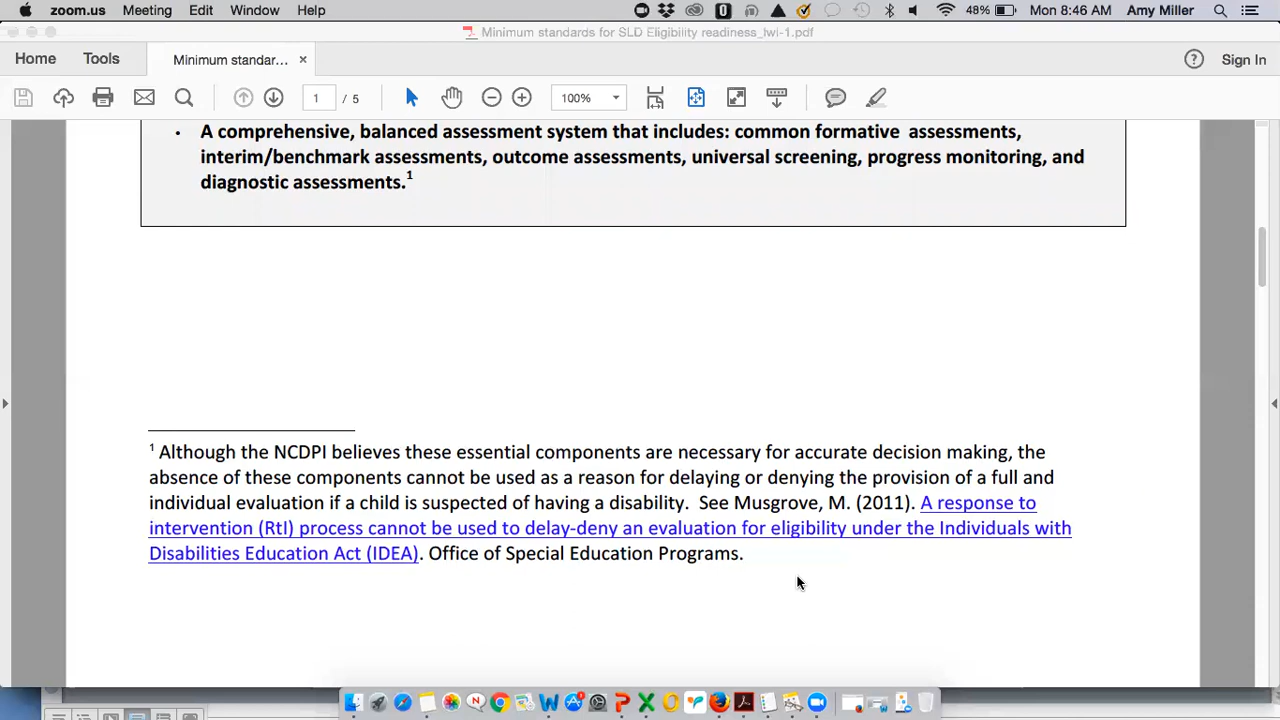 zoom.us Meeting Edit Window Help 48% Mon 8:46 AM Amy Miller
Minimum standards for SLD Eligibility readiness_lwi-1.pdf
Home Tools Minimum standar... × ? Sign In
1 / 5 100%
• A comprehensive, balanced assessment system that includes: common formative assessments,
interim/benchmark assessments, outcome assessments, universal screening, progress monitoring, and
diagnostic assessments.1
1 Although the NCDPI believes these essential components are necessary for accurate decision making, the
absence of these components cannot be used as a reason for delaying or denying the provision of a full and
individual evaluation if a child is suspected of having a disability. See Musgrove, M. (2011). A response to
intervention (RtI) process cannot be used to delay-deny an evaluation for eligibility under the Individuals with
Disabilities Education Act (IDEA). Office of Special Education Programs.